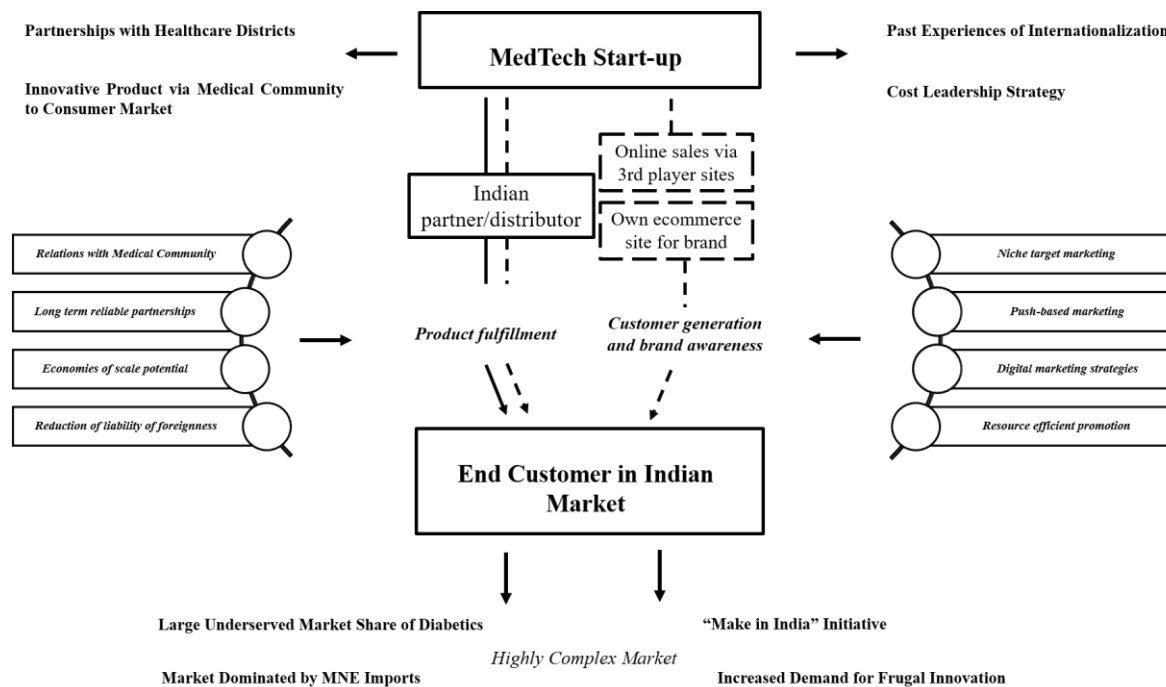 Partnerships with Healthcare Districts
Innovative Product via Medical Community
to Consumer Market
MedTech Start-up
Past Experiences of Internationalization
Cost Leadership Strategy
Online sales via
3rd player sites
Indian
partner/distributor
Own ecommerce
site for brand
Relations with Medical Community
Long term reliable partnerships
Economies of scale potential
Reduction of liability of foreignness
Product fulfillment
Customer generation
and brand awareness
Niche target marketing
Push-based marketing
Digital marketing strategies
Resource efficient promotion
End Customer in Indian
Market
Large Underserved Market Share of Diabetics
“Make in India” Initiative
Highly Complex Market
Market Dominated by MNE Imports
Increased Demand for Frugal Innovation